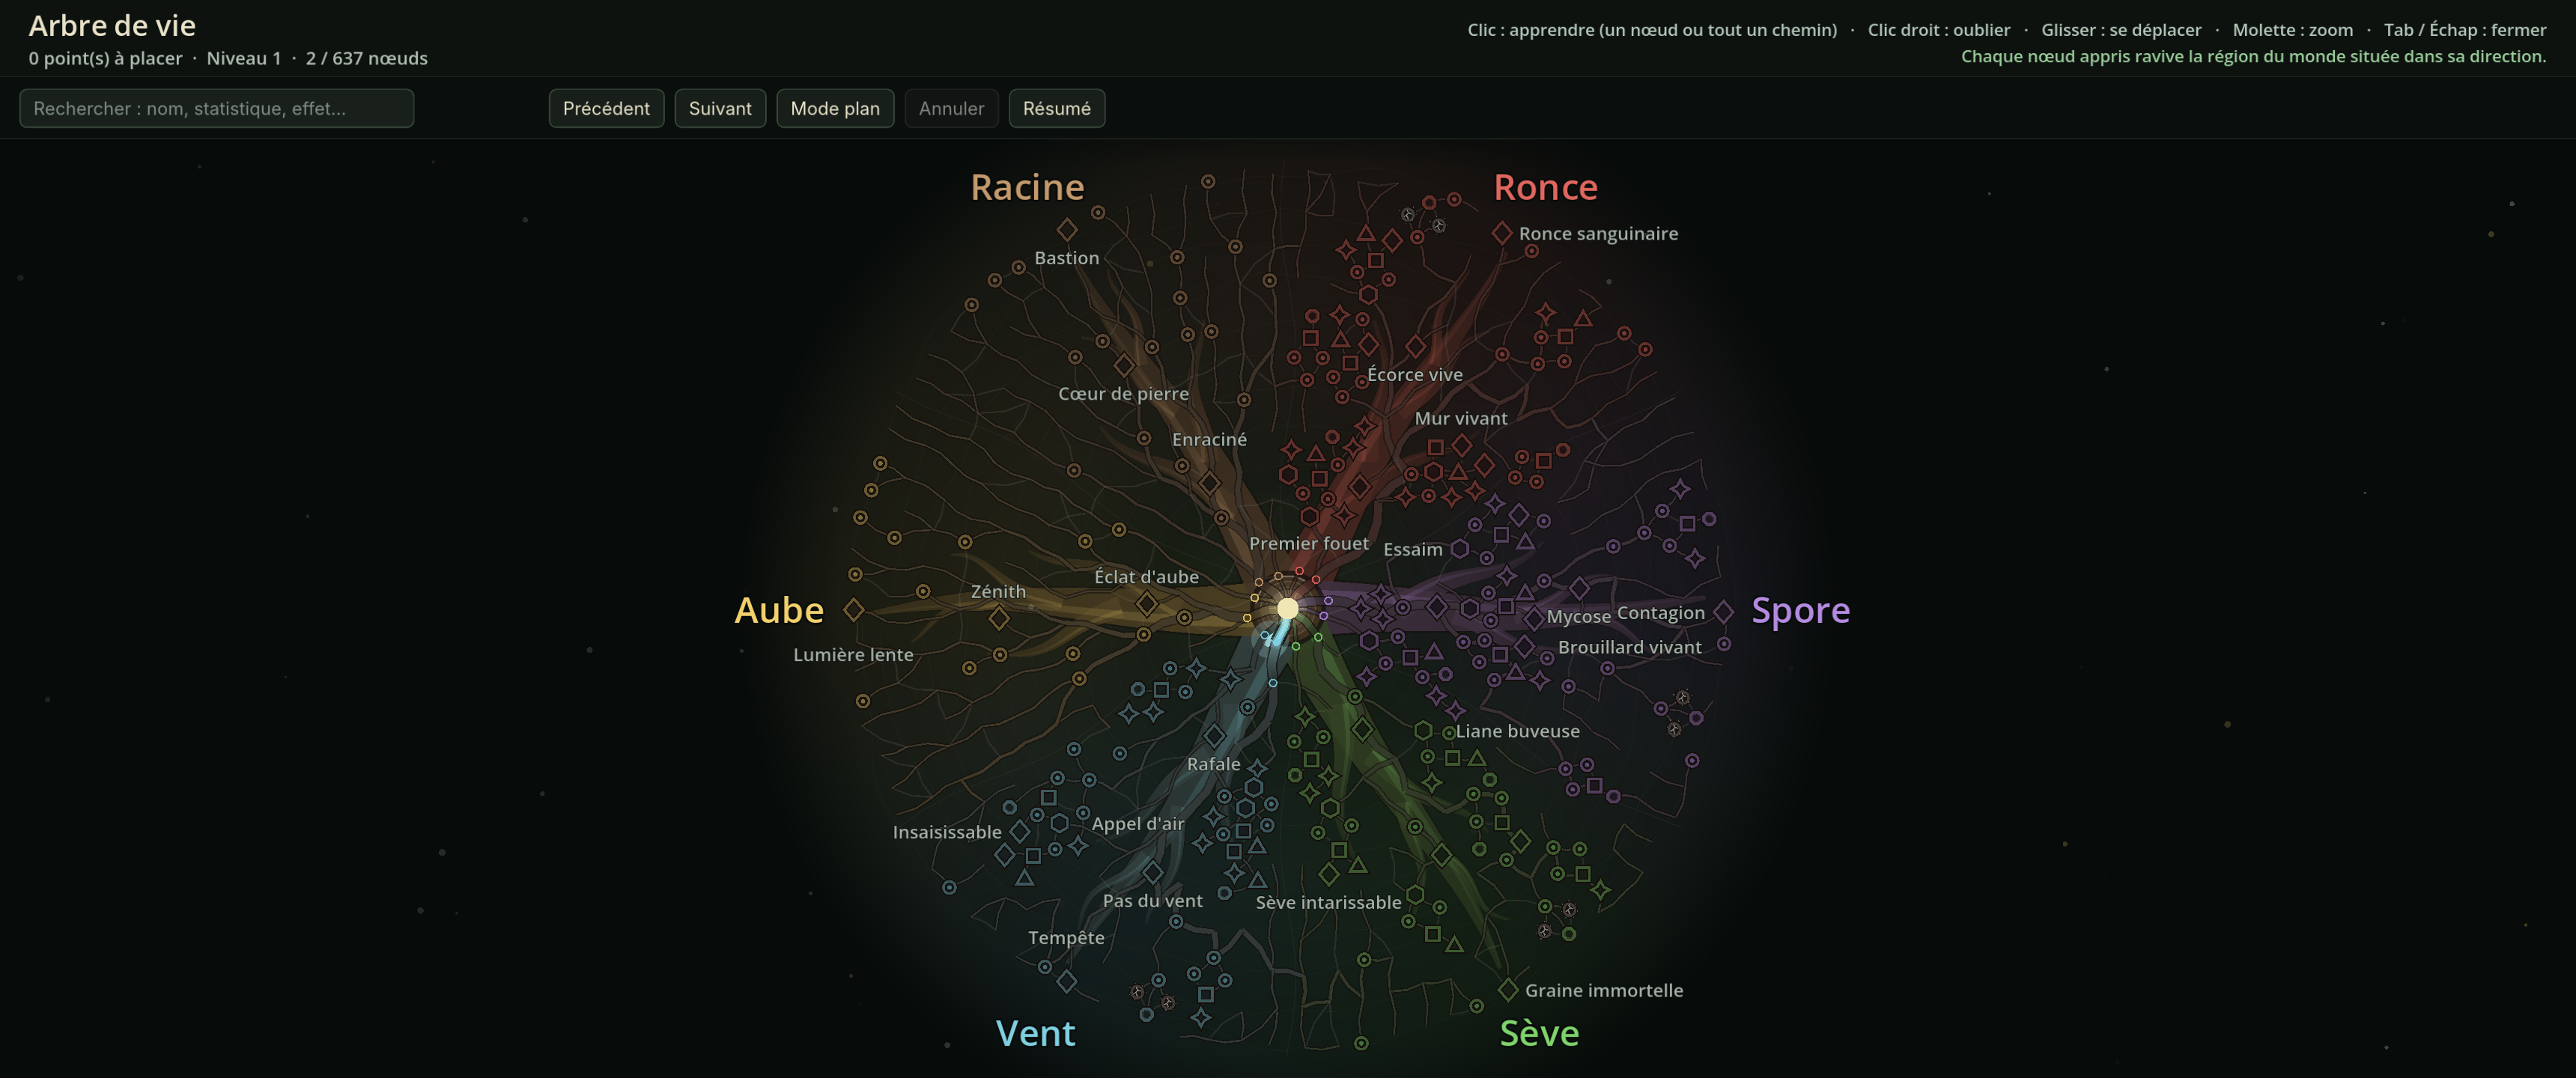 Arbre de vie
0 point(s) à placer · Niveau 1 · 2 / 637 nœuds
Clic : apprendre (un nœud ou tout un chemin) · Clic droit : oublier · Glisser : se déplacer · Molette : zoom · Tab / Échap : fermer
Chaque nœud appris ravive la région du monde située dans sa direction.
Rechercher : nom, statistique, effet...
Précédent
Suivant
Mode plan
Annuler
Résumé
Racine
Ronce
Ronce sanguinaire
Bastion
Écorce vive
Cœur de pierre
Mur vivant
Enraciné
Premier fouet
Essaim
Éclat d'aube
Zénith
Aube
Mycose
Contagion
Spore
Brouillard vivant
Lumière lente
Liane buveuse
Rafale
Appel d'air
Insaisissable
Pas du vent
Sève intarissable
Tempête
Graine immortelle
Vent
Sève